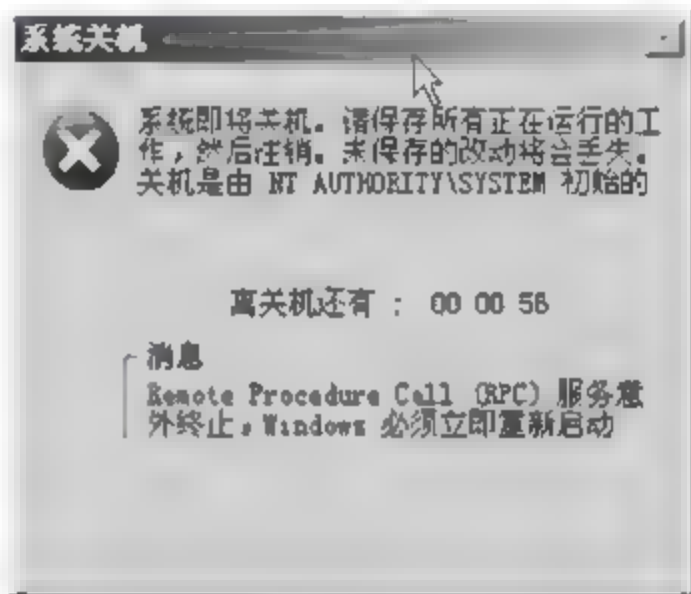 系统关机
系统即将关机。请保存所有正在运行的工
作，然后注销。未保存的改动将会丢失。
关机是由 NT AUTHORITY\SYSTEM 初始的
离关机还有 : 00 00 56
消息
Remote Procedure Call (RPC) 服务意
外终止，Windows 必须立即重新启动